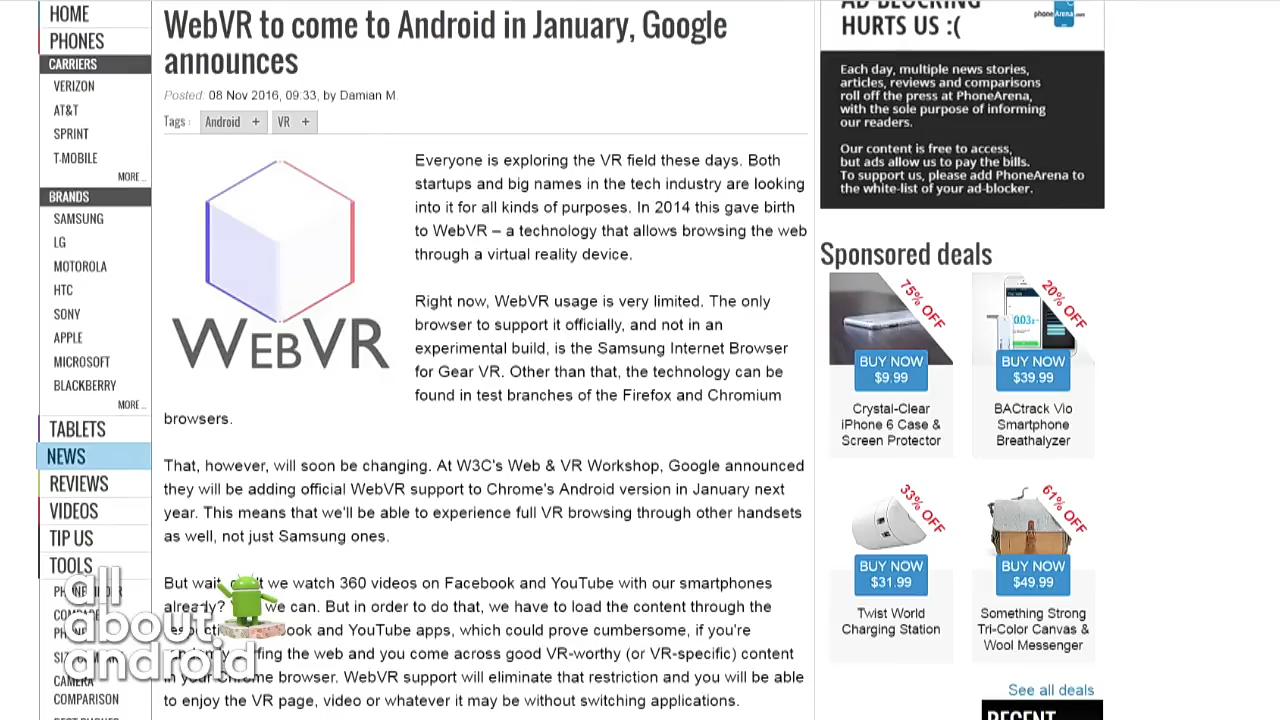 HOME
PHONES
CARRIERS
VERIZON
AT&T
SPRINT
T-MOBILE
MORE...
BRANDS
SAMSUNG
LG
MOTOROLA
HTC
SONY
APPLE
MICROSOFT
BLACKBERRY
MORE...
TABLETS
NEWS
REVIEWS
VIDEOS
TIP US
TOOLS
CAMERA
COMPARISON
WebVR to come to Android in January, Google
announces
Posted: 08 Nov 2016, 09:33, by Damian M.
Tags : Android + VR +
WEBVR
Everyone is exploring the VR field these days. Both
startups and big names in the tech industry are looking
into it for all kinds of purposes. In 2014 this gave birth
to WebVR – a technology that allows browsing the web
through a virtual reality device.
Right now, WebVR usage is very limited. The only
browser to support it officially, and not in an
experimental build, is the Samsung Internet Browser
for Gear VR. Other than that, the technology can be
found in test branches of the Firefox and Chromium
browsers.
That, however, will soon be changing. At W3C's Web & VR Workshop, Google announced
they will be adding official WebVR support to Chrome's Android version in January next
year. This means that we'll be able to experience full VR browsing through other handsets
as well, not just Samsung ones.
But wait, we watch 360 videos on Facebook and YouTube with our smartphones
already? we can. But in order to do that, we have to load the content through the
and YouTube apps, which could prove cumbersome, if you're
the web and you come across good VR-worthy (or VR-specific) content
in your Chrome browser. WebVR support will eliminate that restriction and you will be able
to enjoy the VR page, video or whatever it may be without switching applications.
all
about
android
AD BLOCKING
HURTS US :(
phoneArena.com
Each day, multiple news stories,
articles, reviews and comparisons
roll off the press at PhoneArena,
with the sole purpose of informing
our readers.
Our content is free to access,
but ads allow us to pay the bills.
To support us, please add PhoneArena to
the white-list of your ad-blocker.
Sponsored deals
75% OFF
BUY NOW
$9.99
Crystal-Clear
iPhone 6 Case &
Screen Protector
20% OFF
BUY NOW
$39.99
BACtrack Vio
Smartphone
Breathalyzer
33% OFF
BUY NOW
$31.99
Twist World
Charging Station
61% OFF
BUY NOW
$49.99
Something Strong
Tri-Color Canvas &
Wool Messenger
See all deals
RECENT